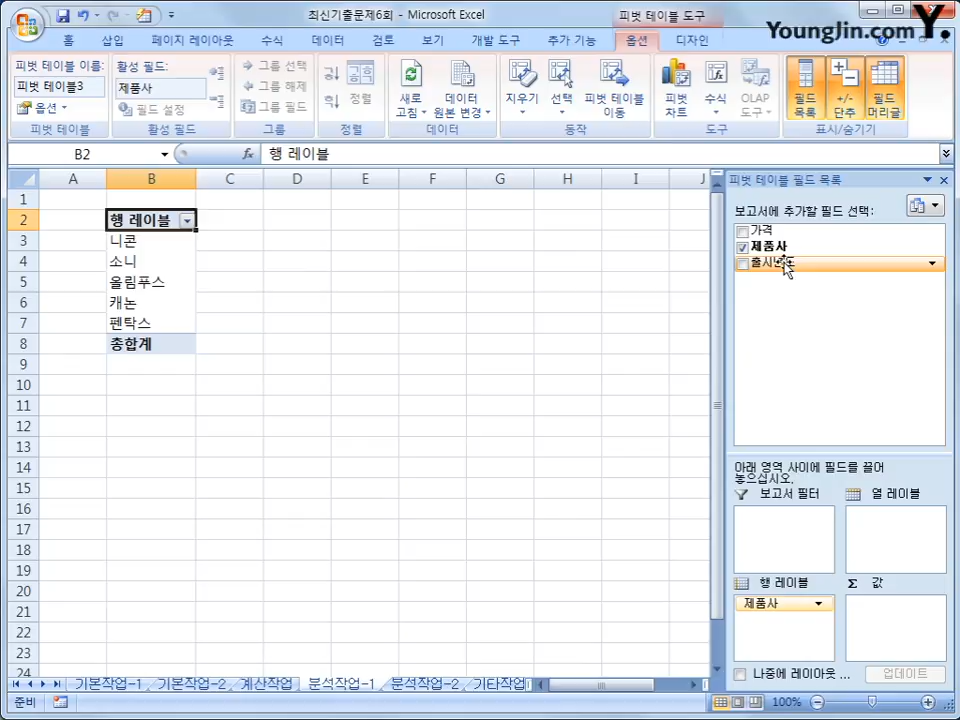 최신기출문제6회 - Microsoft Excel
피벗 테이블 도구
YoungJin.com Y.
홈 삽입 페이지 레이아웃 수식 데이터 검토 보기 개발 도구 추가 기능 옵션 디자인
피벗 테이블 이름:
피벗 테이블3
옵션
피벗 테이블
활성 필드:
제품사
필드 설정
활성 필드
그룹 선택
그룹 해제
그룹 필드
그룹
정렬
정렬
새로 고침
데이터 원본 변경
데이터
지우기
선택
피벗 테이블 이동
동작
피벗 차트
수식
OLAP 도구
도구
필드 목록
+/- 단추
필드 머리글
표시/숨기기
B2
fx
행 레이블
A B C D E F G H I J
1
2 행 레이블
3 니콘
4 소니
5 올림푸스
6 캐논
7 펜탁스
8 총합계
9
10
11
12
13
14
15
16
17
18
19
20
21
22
23
24
피벗 테이블 필드 목록
보고서에 추가할 필드 선택:
가격
제품사
아래 영역 사이에 필드를 끌어
놓으십시오.
보고서 필터
열 레이블
행 레이블
Σ 값
제품사
나중에 레이아웃 ...
업데이트
기본작업-1 기본작업-2 계산작업 분석작업-1 분석작업-2 기타작업
준비
100%